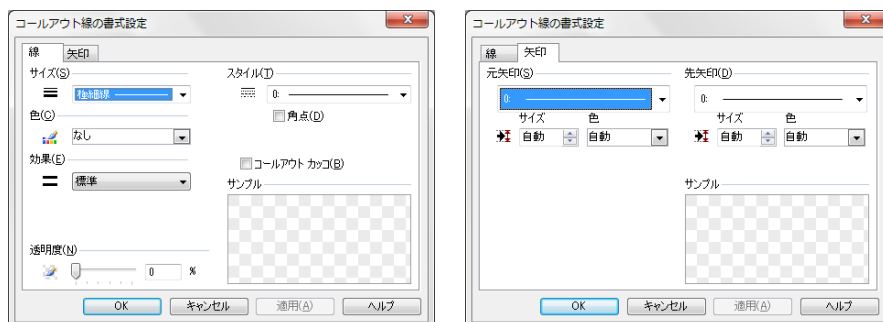 コールアウト線の書式設定
線 矢印
サイズ(S)
極細線
色(C)
なし
効果(E)
標準
透明度(N)
0 %
スタイル(T)
0:
角点(D)
コールアウト カッコ(B)
サンプル
OK キャンセル 適用(A) ヘルプ
コールアウト線の書式設定
線 矢印
元矢印(S)
0:
サイズ 色
自動 自動
先矢印(D)
0:
サイズ 色
自動 自動
サンプル
OK キャンセル 適用(A) ヘルプ